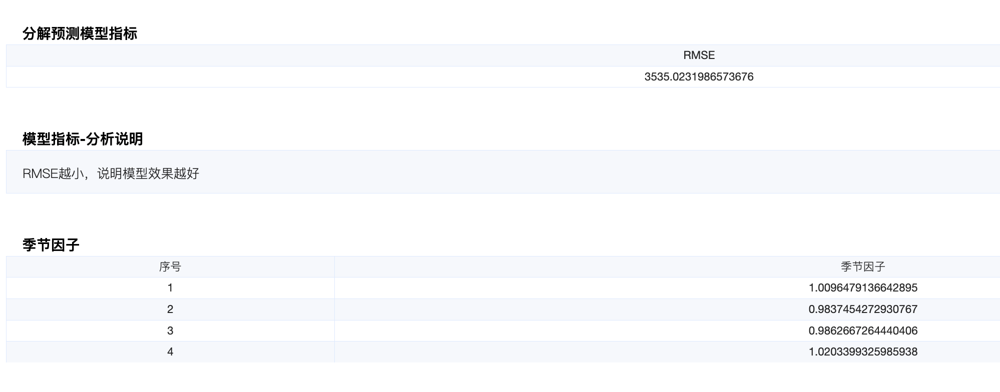 分解预测模型指标
RMSE
3535.0231986573676
模型指标-分析说明
RMSE越小，说明模型效果越好
季节因子
序号 季节因子
1 1.0096479136642895
2 0.9837454272930767
3 0.9862667264440406
4 1.0203399325985938